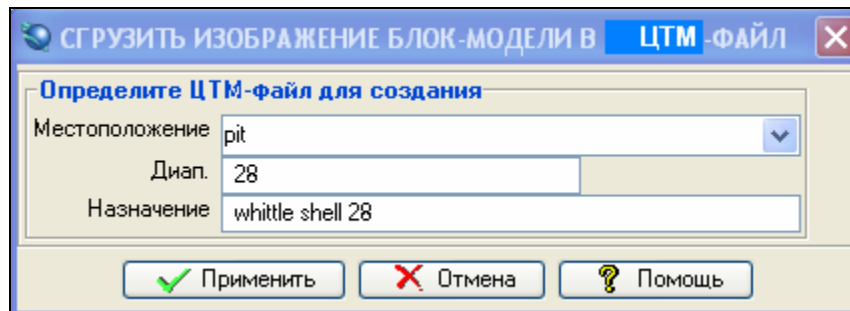 СГРУЗИТЬ ИЗОБРАЖЕНИЕ БЛОК-МОДЕЛИ В ЦТМ -ФАЙЛ
Определите ЦТМ-файл для создания
Местоположение pit
Диап. 28
Назначение whittle shell 28
Применить Отмена Помощь